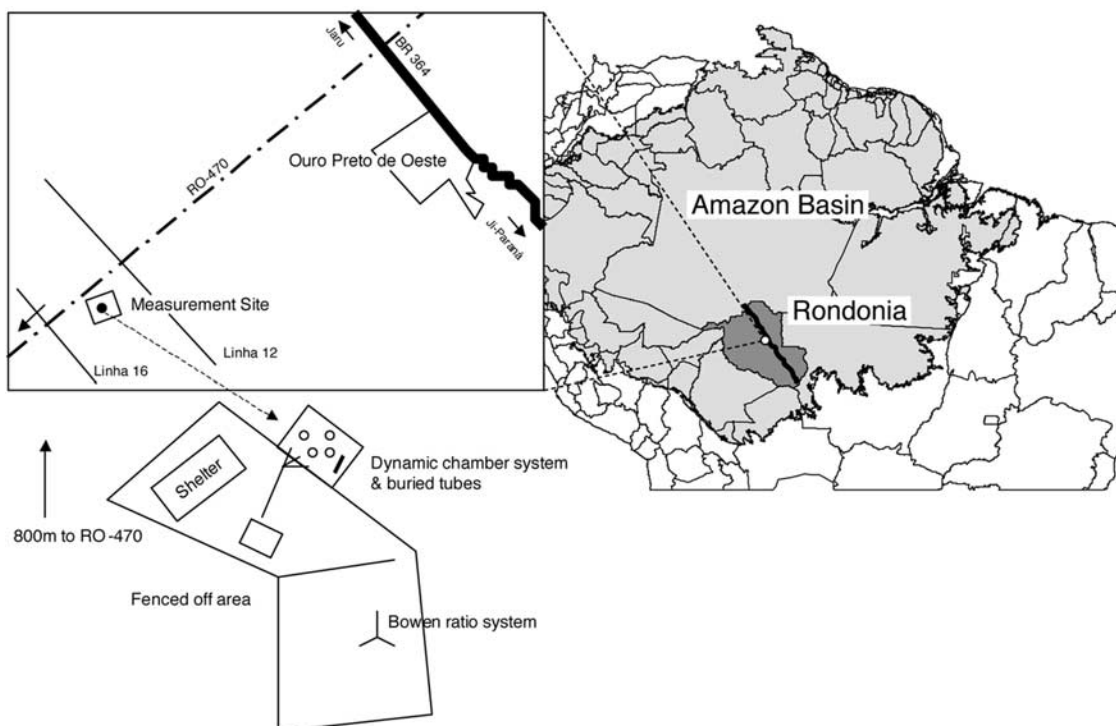 Jaru
BR 364
Ouro Preto de Oeste
RO-470
Ji-Paraná
Measurement Site
Linha 12
Linha 16
Amazon Basin
Rondonia
Shelter
Dynamic chamber system
& buried tubes
800m to RO-470
Fenced off area
Bowen ratio system